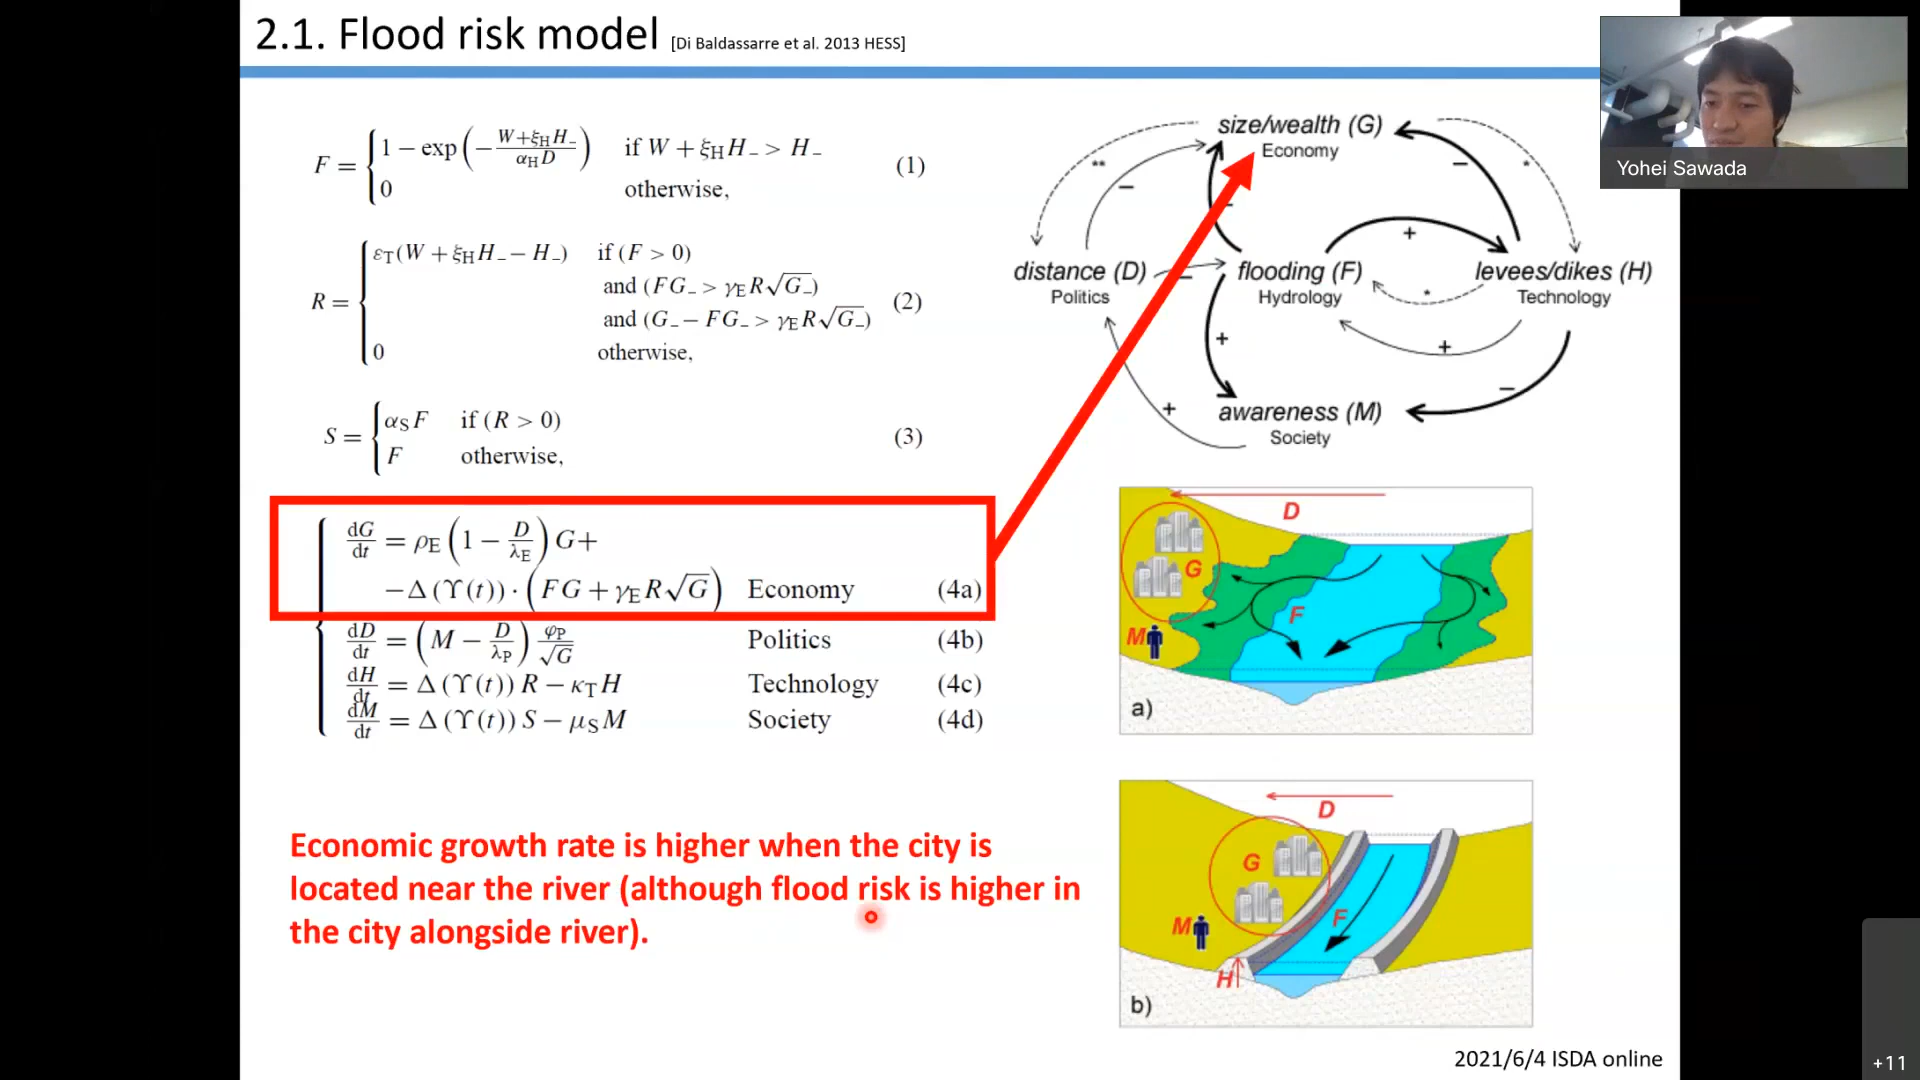 2.1. Flood risk model [Di Baldassarre et al. 2013 HESS]
F = { 1 − exp(−(W+ξ_H H_−)/(α_H D)) if W + ξ_H H_− > H_−
0 otherwise, (1)
R = { ε_T(W + ξ_H H_− − H_−) if (F > 0)
and (FG_− > γ_E R√G_−) (2)
and (G_− − FG_− > γ_E R√G_−)
0 otherwise,
S = { α_S F if (R > 0)
F otherwise, (3)
dG/dt = ρ_E (1 − D/λ_E) G+
−Δ(ϒ(t)) · (FG + γ_E R√G) Economy (4a)
dD/dt = (M − D/λ_P) φ_P/√G Politics (4b)
dH/dt = Δ(ϒ(t)) R − κ_T H Technology (4c)
dM/dt = Δ(ϒ(t)) S − μ_S M Society (4d)
Economic growth rate is higher when the city is
located near the river (although flood risk is higher in
the city alongside river).
size/wealth (G)
Economy
** − − *
−
+
distance (D) − flooding (F) levees/dikes (H)
Politics Hydrology Technology
*
+ +
−
+ awareness (M)
Society
D
G
F
M
a)
D
G
F
M
H
b)
2021/6/4 ISDA online
Yohei Sawada
+11